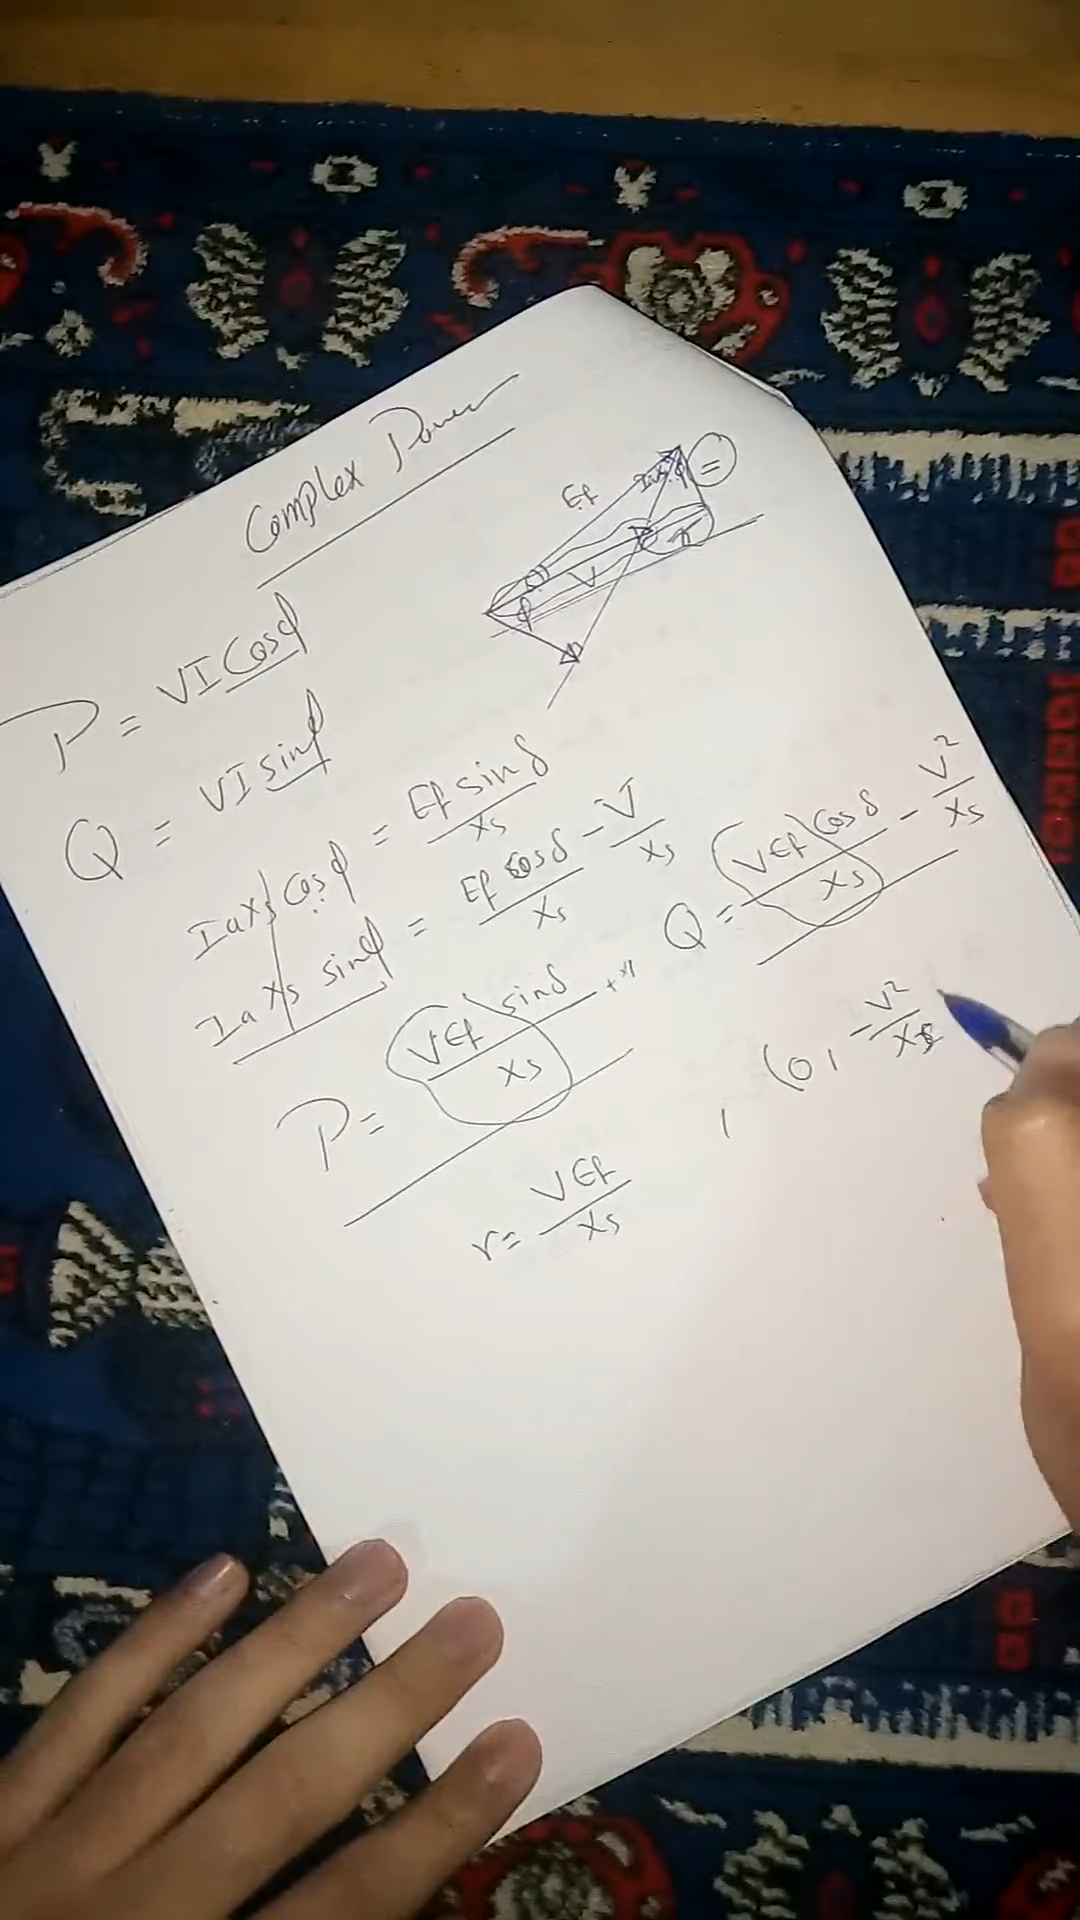 Complex Power
Ef
IaXs
=
δ
V
φ
P = VI Cosφ
Q = VI sinφ
IaXs Cosφ = Ef sinδ / Xs
IaXs sinφ = Ef cosδ / Xs - V / Xs
P = VEf / Xs sinδ
Q = VEf / Xs Cosδ - V² / Xs
r = VEf / Xs , (0, -V² / Xs